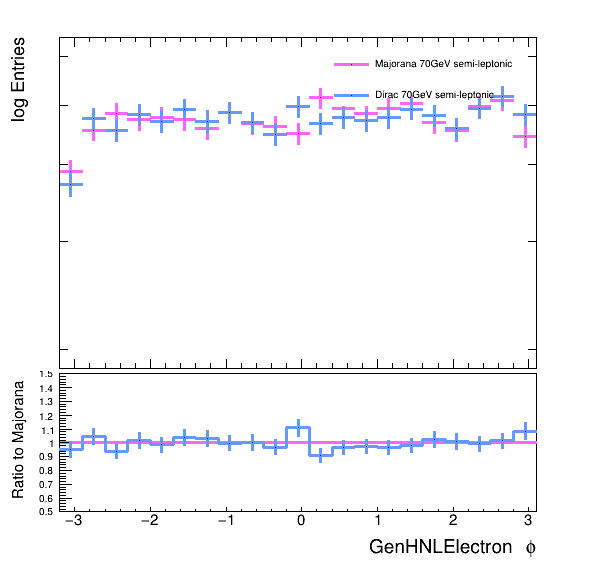 log Entries
Majorana 70GeV semi-leptonic
Dirac 70GeV semi-leptonic
Ratio to Majorana
1.5
1.4
1.3
1.2
1.1
1
0.9
0.8
0.7
0.6
0.5
−3 −2 −1 0 1 2 3
GenHNLElectron ϕ